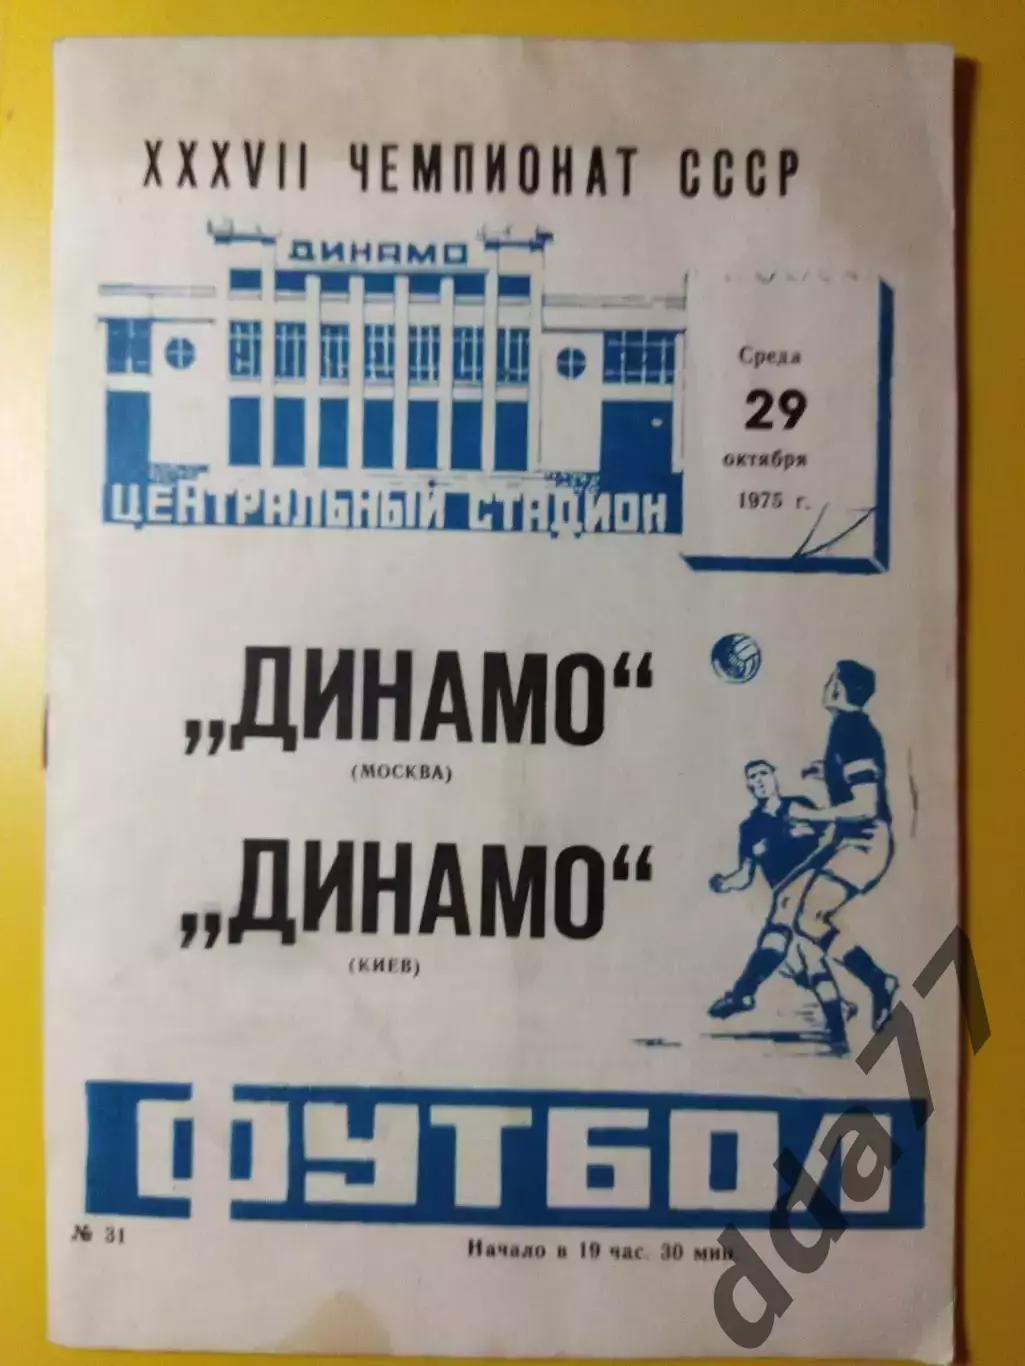 XXXVII ЧЕМПИОНАТ СССР
ДИНАМО
Среда
29
октября
1975 г.
ЦЕНТРАЛЬНЫЙ СТАДИОН
„ДИНАМО“
(МОСКВА)
„ДИНАМО“
(КИЕВ)
ФУТБОЛ
№ 31
Начало в 19 час. 30 мин.
dda77